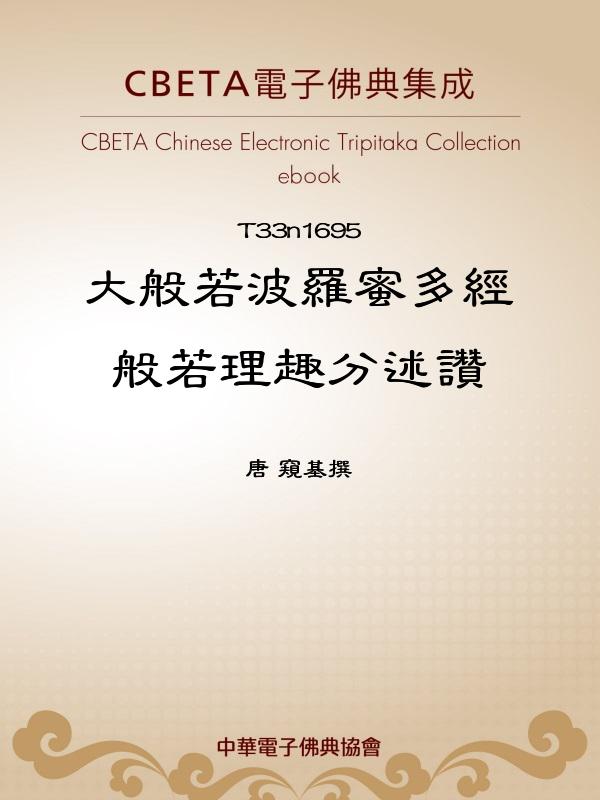 CBETA電子佛典集成
CBETA Chinese Electronic Tripitaka Collection
ebook
T33n1695
大般若波羅蜜多經
般若理趣分述讚
唐 窺基撰
中華電子佛典協會